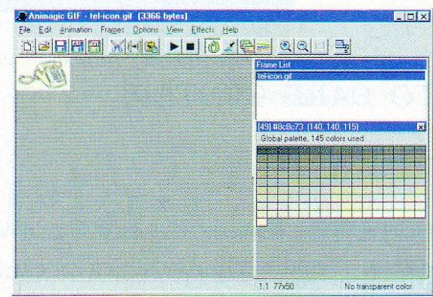 Animagic GIF - tel-icon.gif (3366 bytes)
File Edit Animation Frames Options View Effects Help
Frame List
tel-icon.gif
[49] #8c8c73 (140, 140, 115)
Global palette, 145 colors used
1:1 77x50 No transparent color